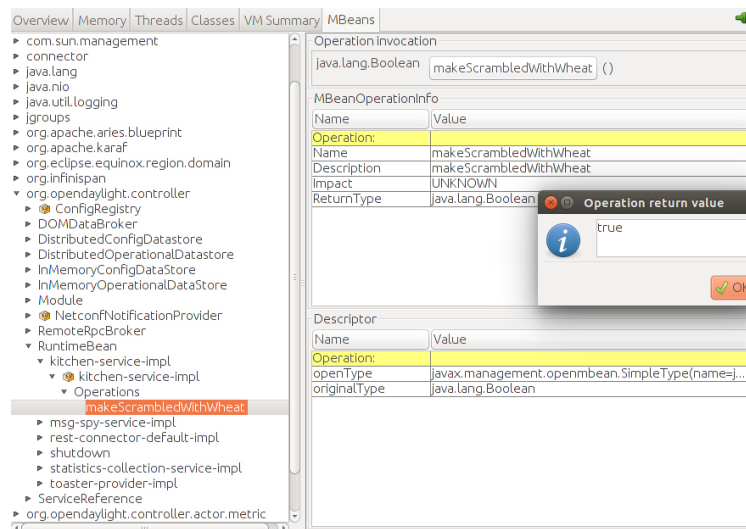 Overview Memory Threads Classes VM Summary MBeans
com.sun.management
connector
java.lang
java.nio
java.util.logging
jgroups
org.apache.aries.blueprint
org.apache.karaf
org.eclipse.equinox.region.domain
org.infinispan
org.opendaylight.controller
ConfigRegistry
DOMDataBroker
DistributedConfigDatastore
DistributedOperationalDatastore
InMemoryConfigDataStore
InMemoryOperationalDataStore
Module
NetconfNotificationProvider
RemoteRpcBroker
RuntimeBean
kitchen-service-impl
kitchen-service-impl
Operations
makeScrambledWithWheat
msg-spy-service-impl
rest-connector-default-impl
shutdown
statistics-collection-service-impl
toaster-provider-impl
ServiceReference
org.opendaylight.controller.actor.metric
Operation invocation
java.lang.Boolean makeScrambledWithWheat ()
MBeanOperationInfo
Name Value
Operation:
Name makeScrambledWithWheat
Description makeScrambledWithWheat
Impact UNKNOWN
ReturnType java.lang.Boolean
Operation return value
true
OK
Descriptor
Name Value
Operation:
openType javax.management.openmbean.SimpleType(name=j...
originalType java.lang.Boolean